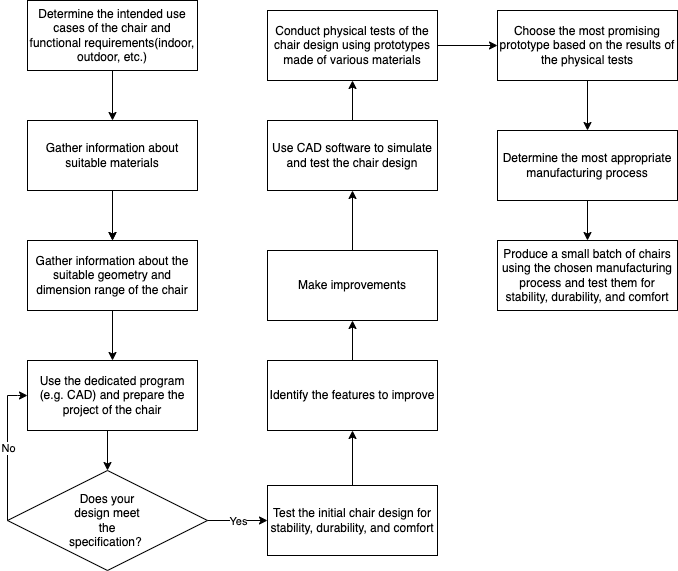 Determine the intended use
cases of the chair and
functional requirements(indoor,
outdoor, etc.)
Gather information about
suitable materials
Gather information about the
suitable geometry and
dimension range of the chair
Use the dedicated program
(e.g. CAD) and prepare the
project of the chair
No
Does your
design meet
the
specification?
Yes
Test the initial chair design for
stability, durability, and comfort
Identify the features to improve
Make improvements
Use CAD software to simulate
and test the chair design
Conduct physical tests of the
chair design using prototypes
made of various materials
Choose the most promising
prototype based on the results of
the physical tests
Determine the most appropriate
manufacturing process
Produce a small batch of chairs
using the chosen manufacturing
process and test them for
stability, durability, and comfort